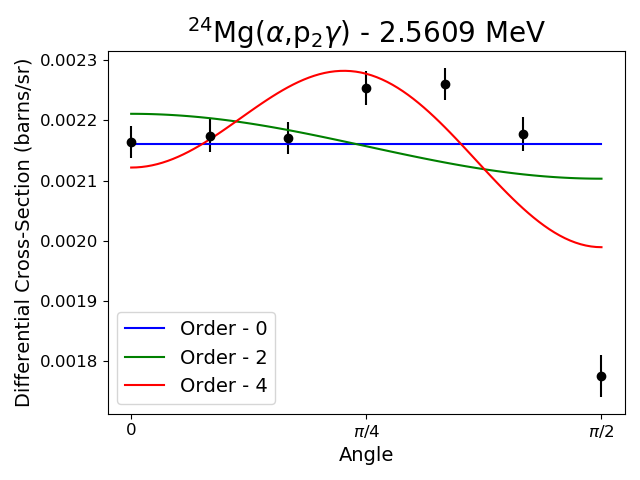 ²⁴Mg(α,p₂γ) - 2.5609 MeV
Differential Cross-Section (barns/sr)
0.0023
0.0022
0.0021
0.0020
0.0019
0.0018
Order - 0
Order - 2
Order - 4
0 π/4 π/2
Angle